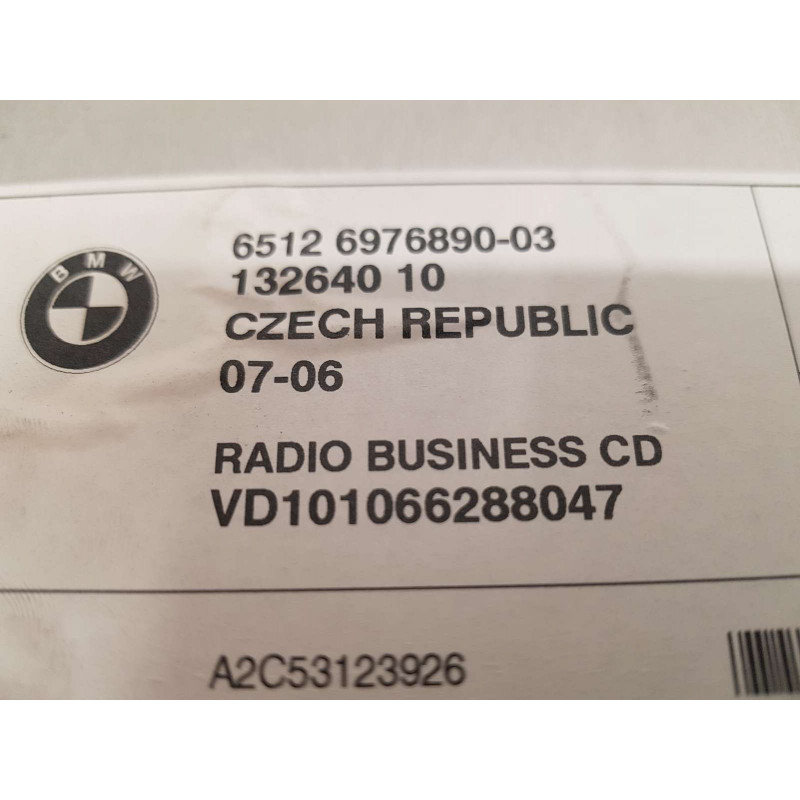 BMW
6512 6976890-03
132640 10
CZECH REPUBLIC
07-06
RADIO BUSINESS CD
VD101066288047
A2C53123926